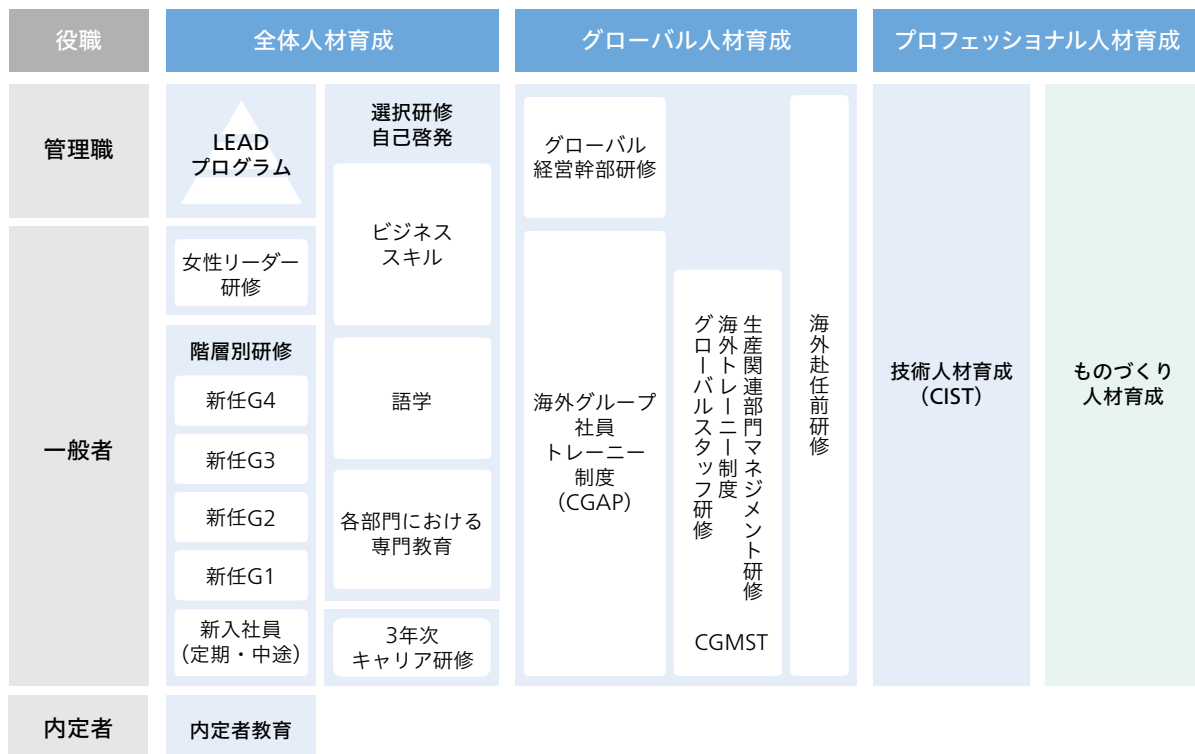 役職
全体人材育成
グローバル人材育成
プロフェッショナル人材育成
管理職
LEAD
プログラム
選択研修
自己啓発
ビジネス
スキル
語学
各部門における
専門教育
3年次
キャリア研修
一般者
女性リーダー
研修
階層別研修
新任G4
新任G3
新任G2
新任G1
新入社員
(定期・中途)
グローバル
経営幹部研修
海外グループ
社員
トレーニー
制度
(CGAP)
生産関連部門マネジメント研修
海外トレーニー制度
グローバルスタッフ研修
CGMST
海外赴任前研修
技術人材育成
(CIST)
ものづくり
人材育成
内定者
内定者教育